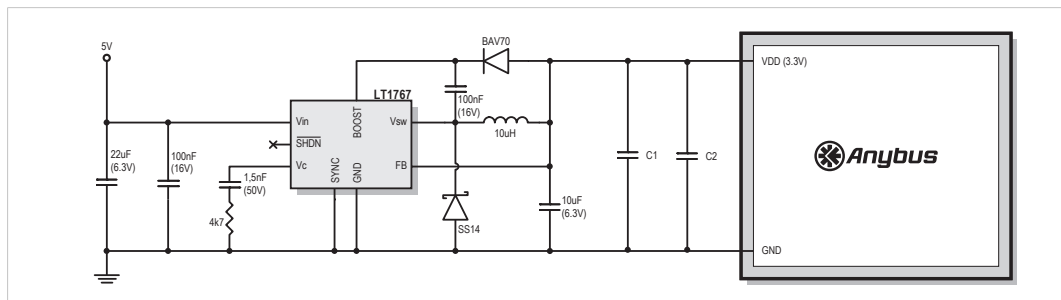 5V
BAV70
VDD (3.3V)
LT1767
100nF
(16V)
BOOST
Vin
Vsw
10uH
22uF
(6.3V)
100nF
(16V)
SHDN
Vc
FB
SYNC
GND
C1
C2
Anybus
1,5nF
(50V)
4k7
SS14
10uF
(6.3V)
GND